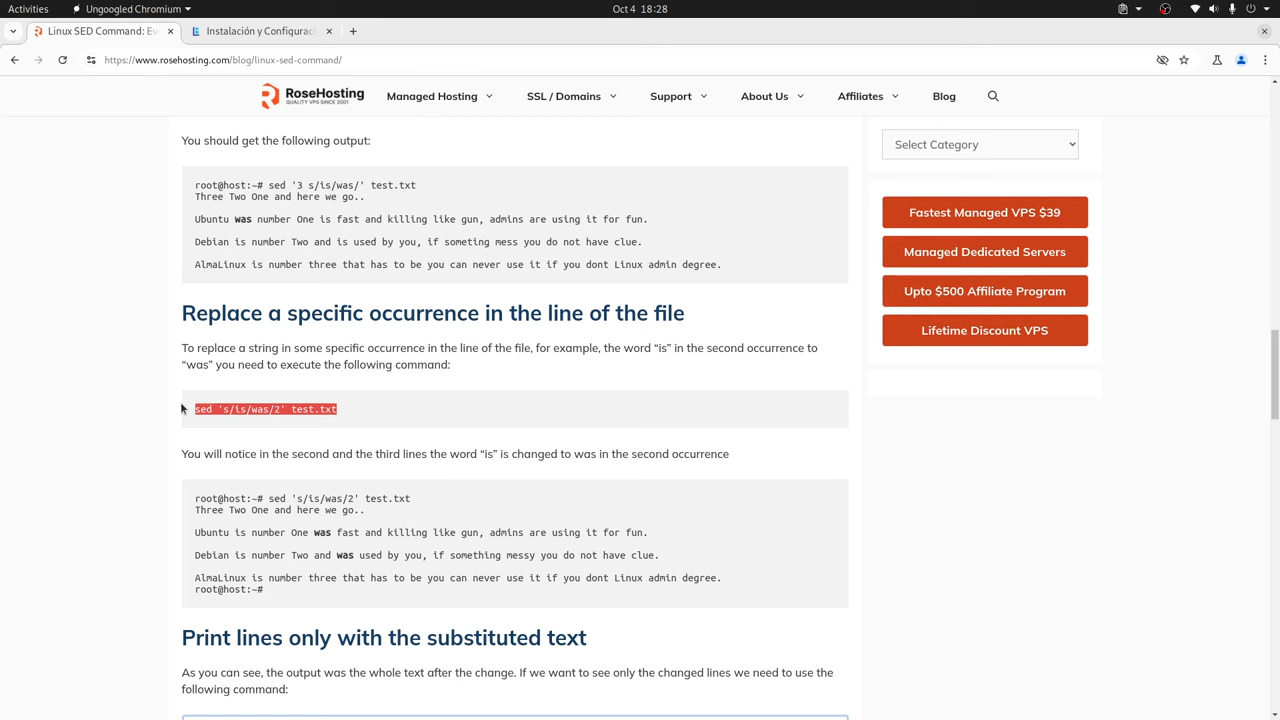 Activities
Ungoogled Chromium
Oct 4 18:28
Linux SED Command: Ev
Instalación y Configurac
https://www.rosehosting.com/blog/linux-sed-command/
RoseHosting
QUALITY VPS SINCE 2001
Managed Hosting
SSL / Domains
Support
About Us
Affiliates
Blog
You should get the following output:
root@host:~# sed '3 s/is/was/' test.txt
Three Two One and here we go..
Ubuntu was number One is fast and killing like gun, admins are using it for fun.
Debian is number Two and is used by you, if someting mess you do not have clue.
AlmaLinux is number three that has to be you can never use it if you dont Linux admin degree.
Replace a specific occurrence in the line of the file
To replace a string in some specific occurrence in the line of the file, for example, the word “is” in the second occurrence to
“was” you need to execute the following command:
sed 's/is/was/2' test.txt
You will notice in the second and the third lines the word “is” is changed to was in the second occurrence
root@host:~# sed 's/is/was/2' test.txt
Three Two One and here we go..
Ubuntu is number One was fast and killing like gun, admins are using it for fun.
Debian is number Two and was used by you, if something messy you do not have clue.
AlmaLinux is number three that has to be you can never use it if you dont Linux admin degree.
root@host:~#
Print lines only with the substituted text
As you can see, the output was the whole text after the change. If we want to see only the changed lines we need to use the
following command:
Select Category
Fastest Managed VPS $39
Managed Dedicated Servers
Upto $500 Affiliate Program
Lifetime Discount VPS